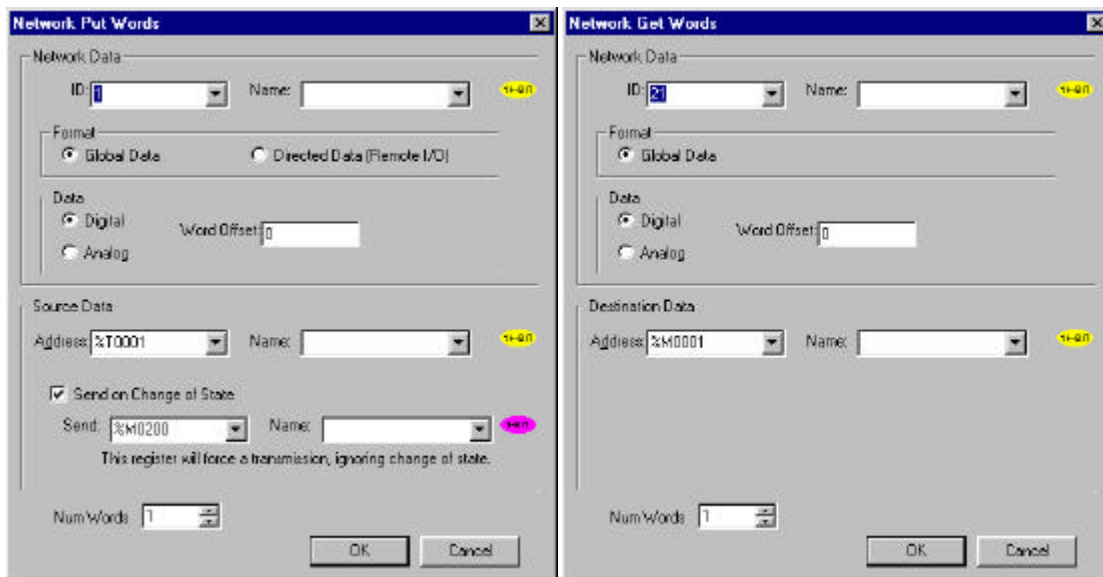 Network Put Words
Network Data
ID: 1 Name:
Format
Global Data Directed Data (Remote I/O)
Data
Digital
Word Offset: 0
Analog
Source Data
Address: %T0001 Name:
Send on Change of State
Send: %M0200 Name:
This register will force a transmission, ignoring change of state.
Num Words 1
OK Cancel
Network Get Words
Network Data
ID: 21 Name:
Format
Global Data
Data
Digital
Word Offset: 0
Analog
Destination Data
Address: %M0001 Name:
Num Words 1
OK Cancel